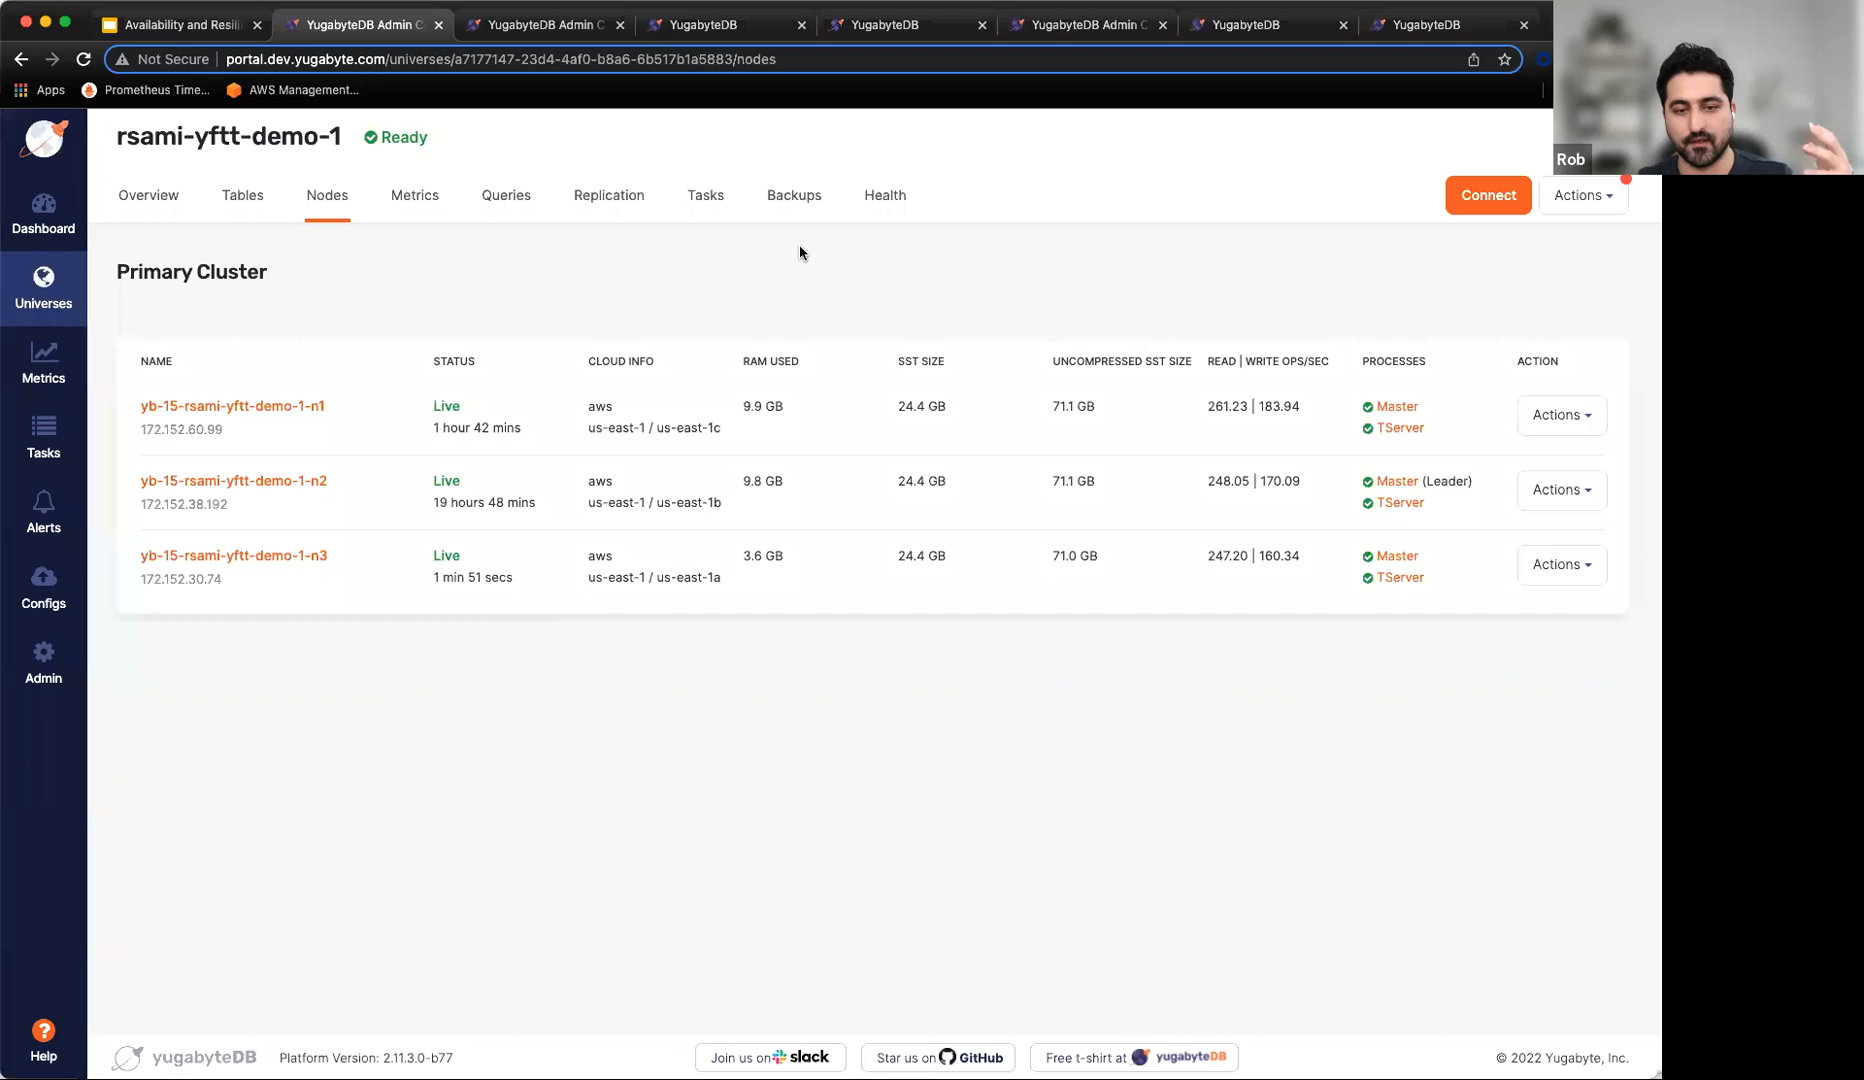 Availability and Resili
YugabyteDB Admin C
YugabyteDB Admin C
YugabyteDB
YugabyteDB
YugabyteDB Admin C
YugabyteDB
YugabyteDB
Not Secure
portal.dev.yugabyte.com/universes/a7177147-23d4-4af0-b8a6-6b517b1a5883/nodes
Apps
Prometheus Time...
AWS Management...
Rob
rsami-yftt-demo-1
Ready
Overview
Tables
Nodes
Metrics
Queries
Replication
Tasks
Backups
Health
Connect
Actions
Dashboard
Universes
Metrics
Tasks
Alerts
Configs
Admin
Help
Primary Cluster
NAME STATUS CLOUD INFO RAM USED SST SIZE UNCOMPRESSED SST SIZE READ | WRITE OPS/SEC PROCESSES ACTION
yb-15-rsami-yftt-demo-1-n1 Live aws 9.9 GB 24.4 GB 71.1 GB 261.23 | 183.94 Master Actions
172.152.60.99 1 hour 42 mins us-east-1 / us-east-1c TServer
yb-15-rsami-yftt-demo-1-n2 Live aws 9.8 GB 24.4 GB 71.1 GB 248.05 | 170.09 Master (Leader) Actions
172.152.38.192 19 hours 48 mins us-east-1 / us-east-1b TServer
yb-15-rsami-yftt-demo-1-n3 Live aws 3.6 GB 24.4 GB 71.0 GB 247.20 | 160.34 Master Actions
172.152.30.74 1 min 51 secs us-east-1 / us-east-1a TServer
yugabyteDB
Platform Version: 2.11.3.0-b77
Join us on slack
Star us on GitHub
Free t-shirt at yugabyteDB
© 2022 Yugabyte, Inc.